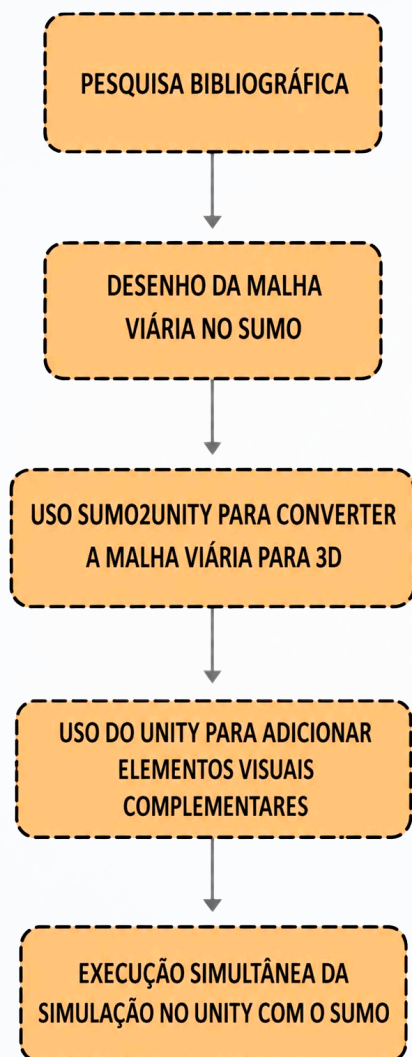 PESQUISA BIBLIOGRÁFICA
DESENHO DA MALHA
VIÁRIA NO SUMO
USO SUMO2UNITY PARA CONVERTER
A MALHA VIÁRIA PARA 3D
USO DO UNITY PARA ADICIONAR
ELEMENTOS VISUAIS
COMPLEMENTARES
EXECUÇÃO SIMULTÂNEA DA
SIMULAÇÃO NO UNITY COM O SUMO